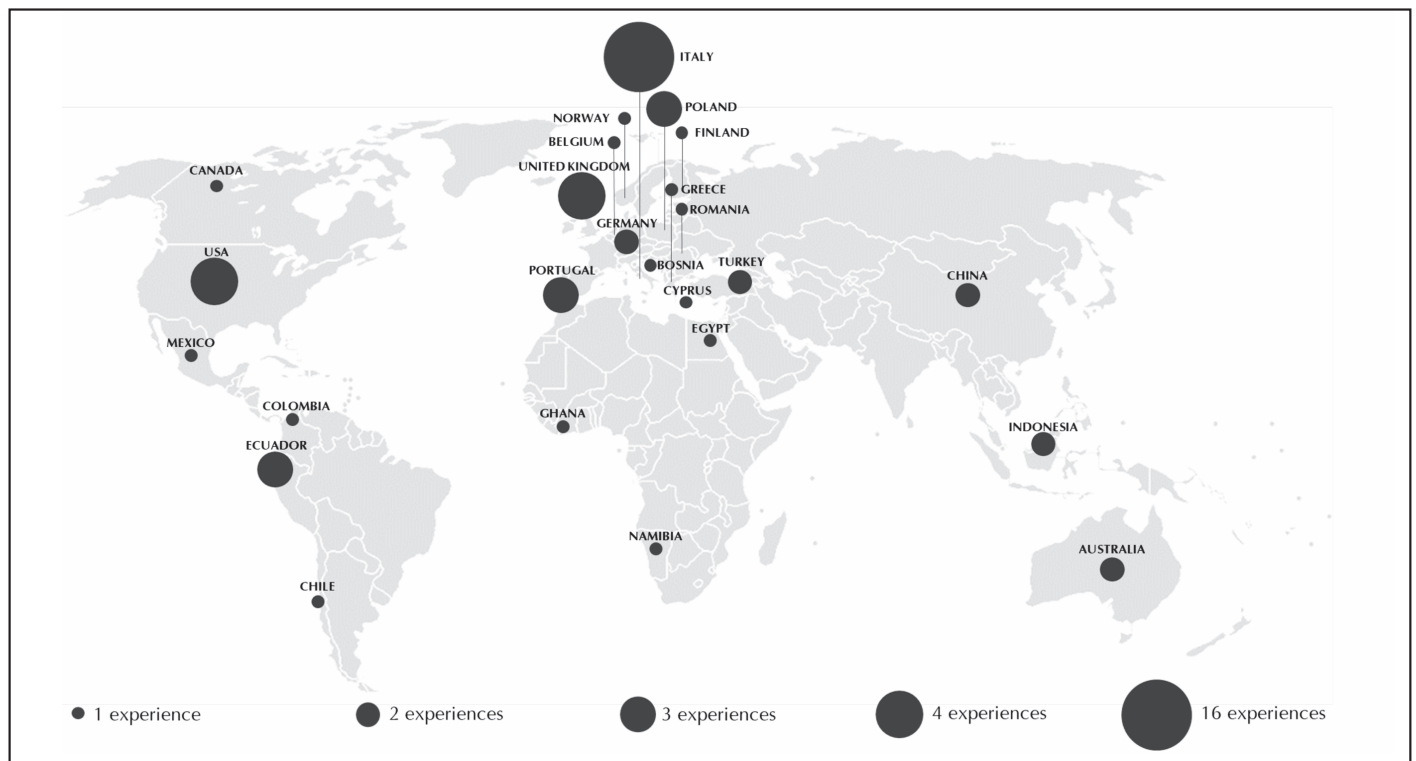 ITALY
POLAND
NORWAY
FINLAND
BELGIUM
UNITED KINGDOM
CANADA
GREECE
ROMANIA
GERMANY
USA
BOSNIA
TURKEY
PORTUGAL
CHINA
CYPRUS
EGYPT
MEXICO
COLOMBIA
GHANA
INDONESIA
ECUADOR
NAMIBIA
AUSTRALIA
CHILE
1 experience
2 experiences
3 experiences
4 experiences
16 experiences